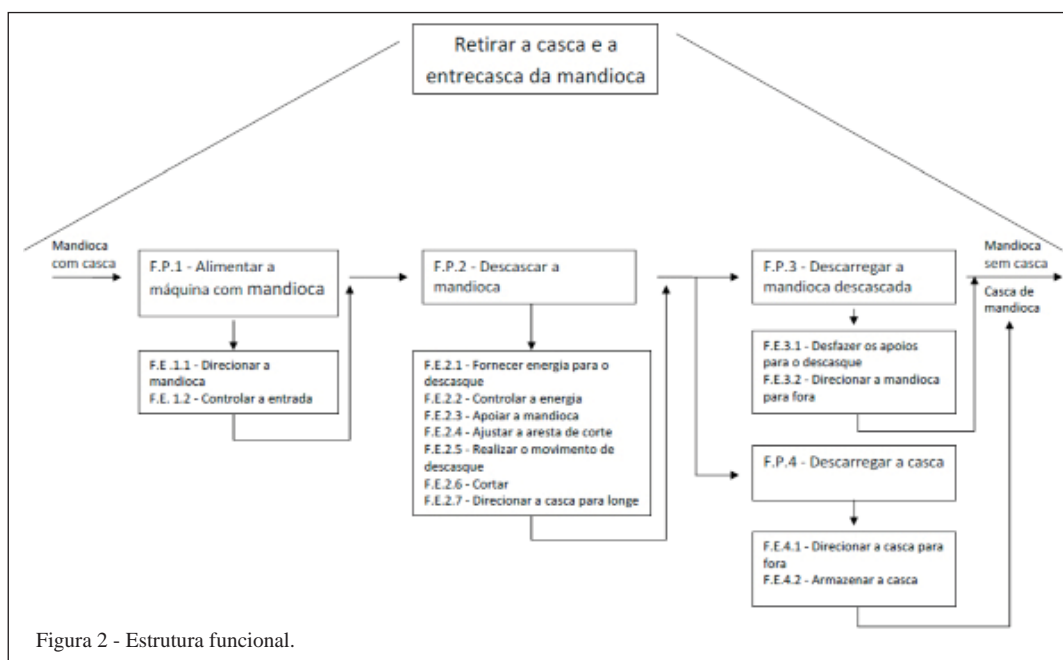 Retirar a casca e a
entrecasca da mandioca
Mandioca
com casca
F.P.1 - Alimentar a
máquina com mandioca
F.E .1.1 - Direcionar a
mandioca
F.E. 1.2 - Controlar a entrada
F.P.2 - Descascar a
mandioca
F.E.2.1 - Fornecer energia para o
descasque
F.E.2.2 - Controlar a energia
F.E.2.3 - Apoiar a mandioca
F.E.2.4 - Ajustar a aresta de corte
F.E.2.5 - Realizar o movimento de
descasque
F.E.2.6 - Cortar
F.E.2.7 - Direcionar a casca para longe
F.P.3 - Descarregar a
mandioca descascada
F.E.3.1 - Desfazer os apoios
para o descasque
F.E.3.2 - Direcionar a mandioca
para fora
F.P.4 - Descarregar a casca
F.E.4.1 - Direcionar a casca para
fora
F.E.4.2 - Armazenar a casca
Mandioca
sem casca
Casca de
mandioca
Figura 2 - Estrutura funcional.